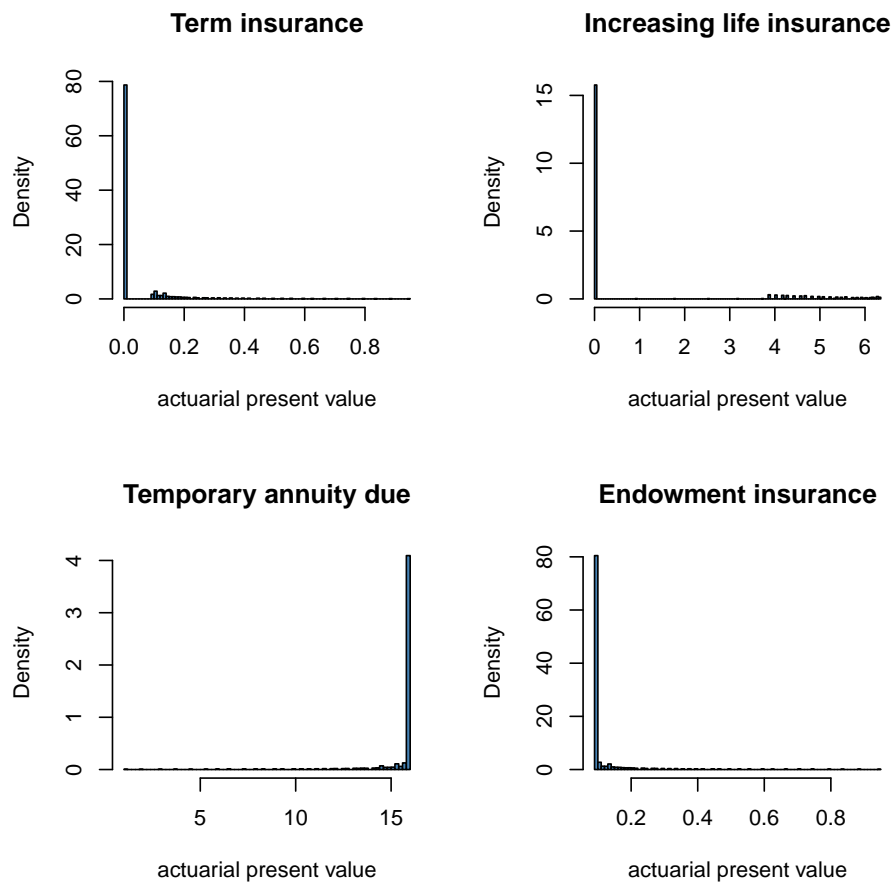 Term insurance
Density
0
20
40
60
80
0.0 0.2 0.4 0.6 0.8
actuarial present value
Increasing life insurance
Density
0
5
10
15
0 1 2 3 4 5 6
actuarial present value
Temporary annuity due
Density
0
1
2
3
4
5 10 15
actuarial present value
Endowment insurance
Density
0
20
40
60
80
0.2 0.4 0.6 0.8
actuarial present value